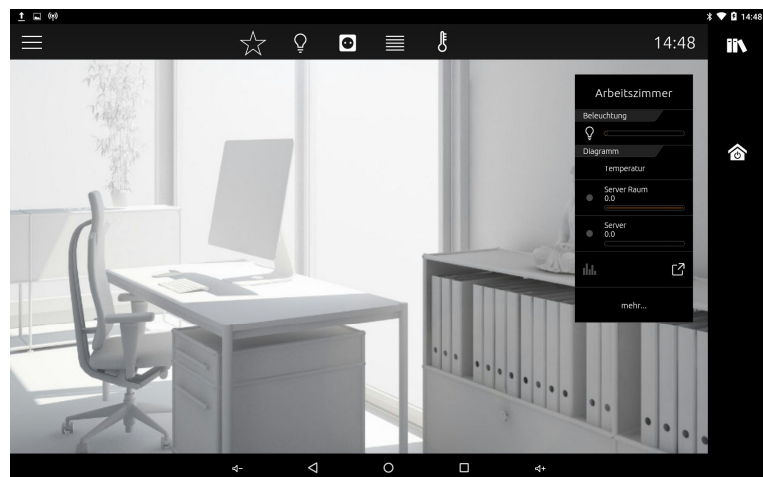 14:48
14:48
Arbeitszimmer
Beleuchtung
Diagramm
Temperatur
Server Raum
0.0
Server
0.0
mehr...